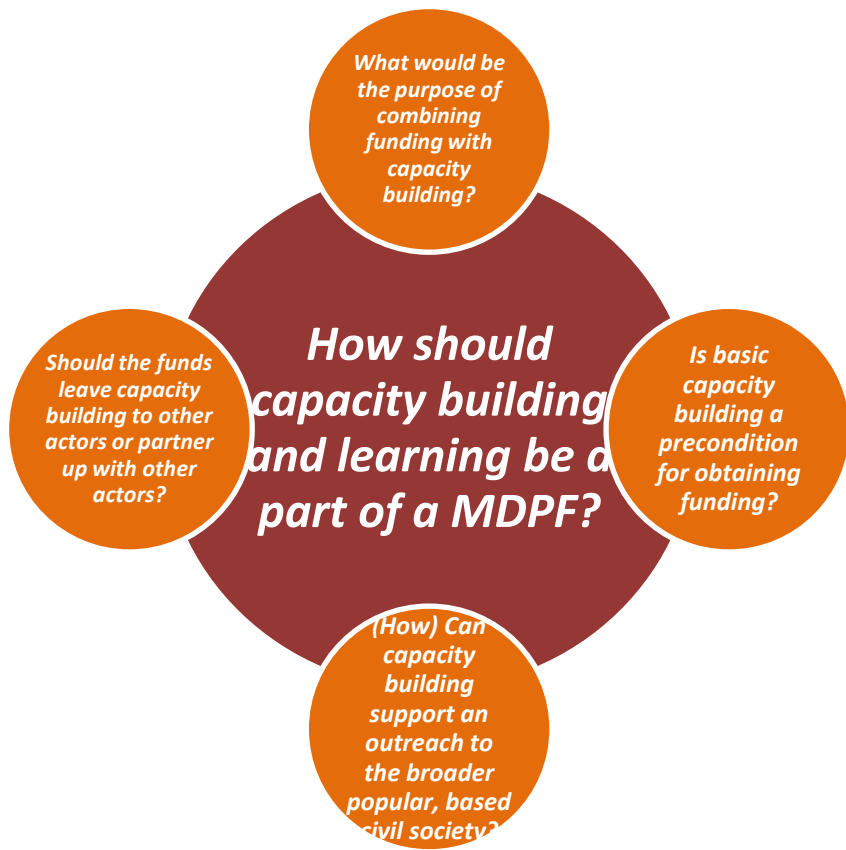 What would be
the purpose of
combining
funding with
capacity
building?
Should the funds
leave capacity
building to other
actors or partner
up with other
actors?
How should
capacity building
and learning be a
part of a MDPF?
Is basic
capacity
building a
precondition
for obtaining
funding?
(How) Can
capacity
building
support an
outreach to
the broader
popular, based
civil society?